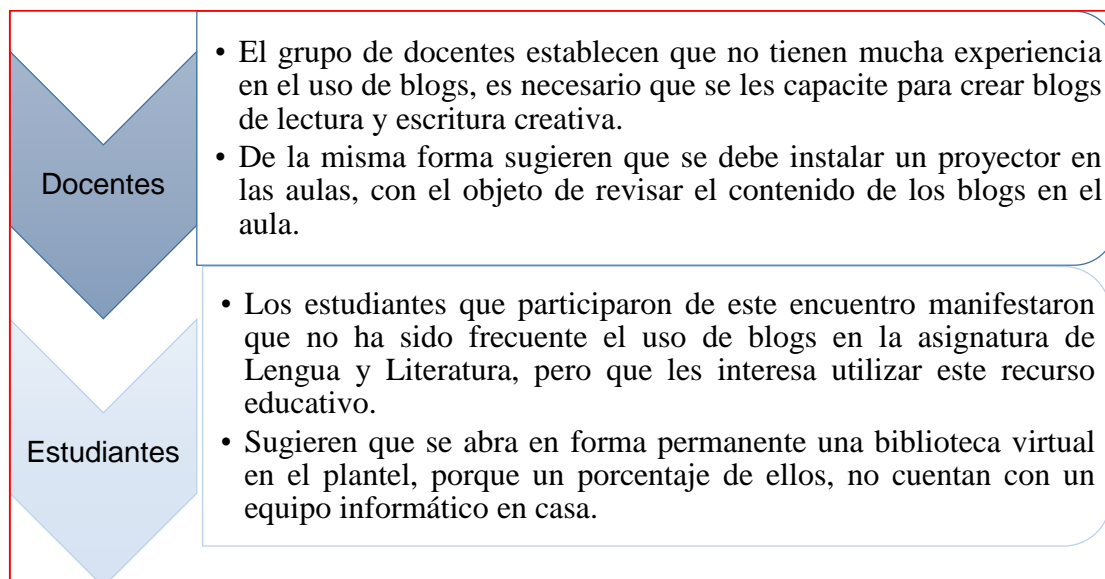 Docentes
• El grupo de docentes establecen que no tienen mucha experiencia
en el uso de blogs, es necesario que se les capacite para crear blogs
de lectura y escritura creativa.
• De la misma forma sugieren que se debe instalar un proyector en
las aulas, con el objeto de revisar el contenido de los blogs en el
aula.
Estudiantes
• Los estudiantes que participaron de este encuentro manifestaron
que no ha sido frecuente el uso de blogs en la asignatura de
Lengua y Literatura, pero que les interesa utilizar este recurso
educativo.
• Sugieren que se abra en forma permanente una biblioteca virtual
en el plantel, porque un porcentaje de ellos, no cuentan con un
equipo informático en casa.